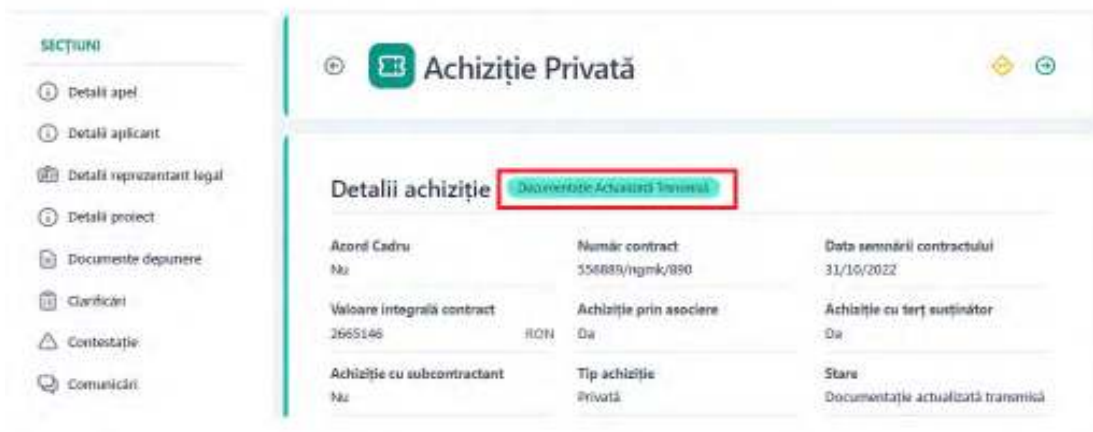 SECȚIUNI
Detalii apel
Detalii aplicant
Detalii reprezentant legal
Detalii proiect
Documente depunere
Clarificări
Contestație
Comunicări
Achiziție Privată
Detalii achiziție Documentație Actualizată Transmisă
Acord Cadru Număr contract Data semnării contractului
Nu 556889/ngmk/890 31/10/2022
Valoare integrală contract Achiziție prin asociere Achiziție cu terț susținător
2665146 RON Da Da
Achiziție cu subcontractant Tip achiziție Stare
Nu Privată Documentație actualizată transmisă